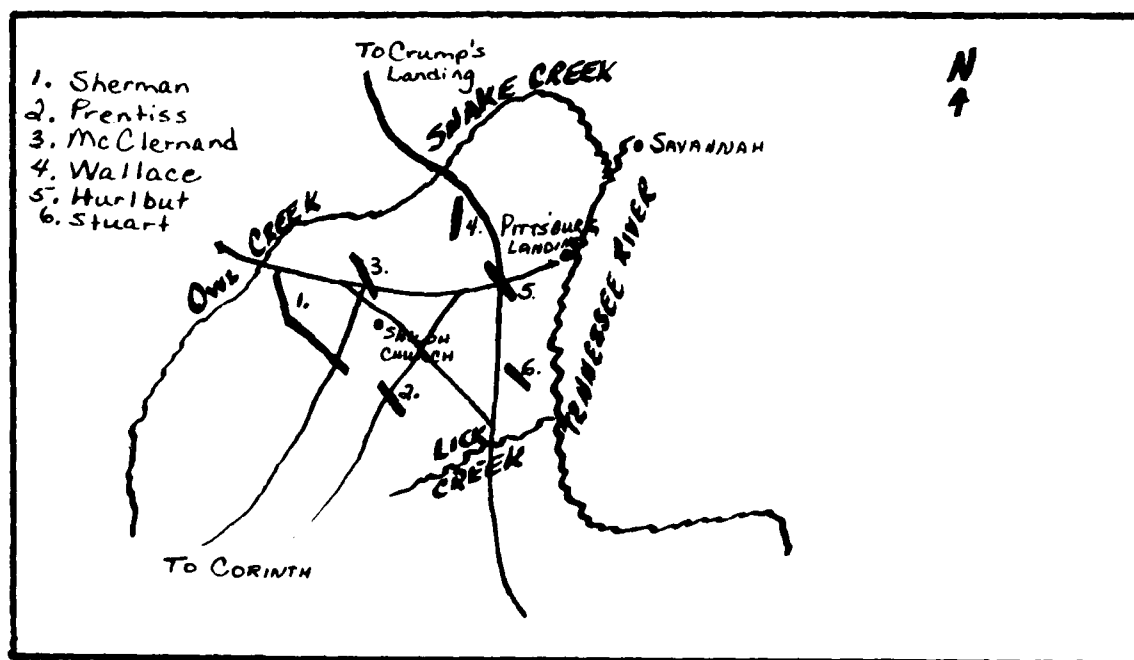 1. Sherman
2. Prentiss
3. McClernand
4. Wallace
5. Hurlbut
6. Stuart
To Crump's
Landing
SNAKE CREEK
N
SAVANNAH
OWL CREEK
4.
PITTSBURG
LANDING
TENNESSEE RIVER
3.
5.
1.
SHILOH
CHURCH
6.
2.
LICK
CREEK
TO CORINTH